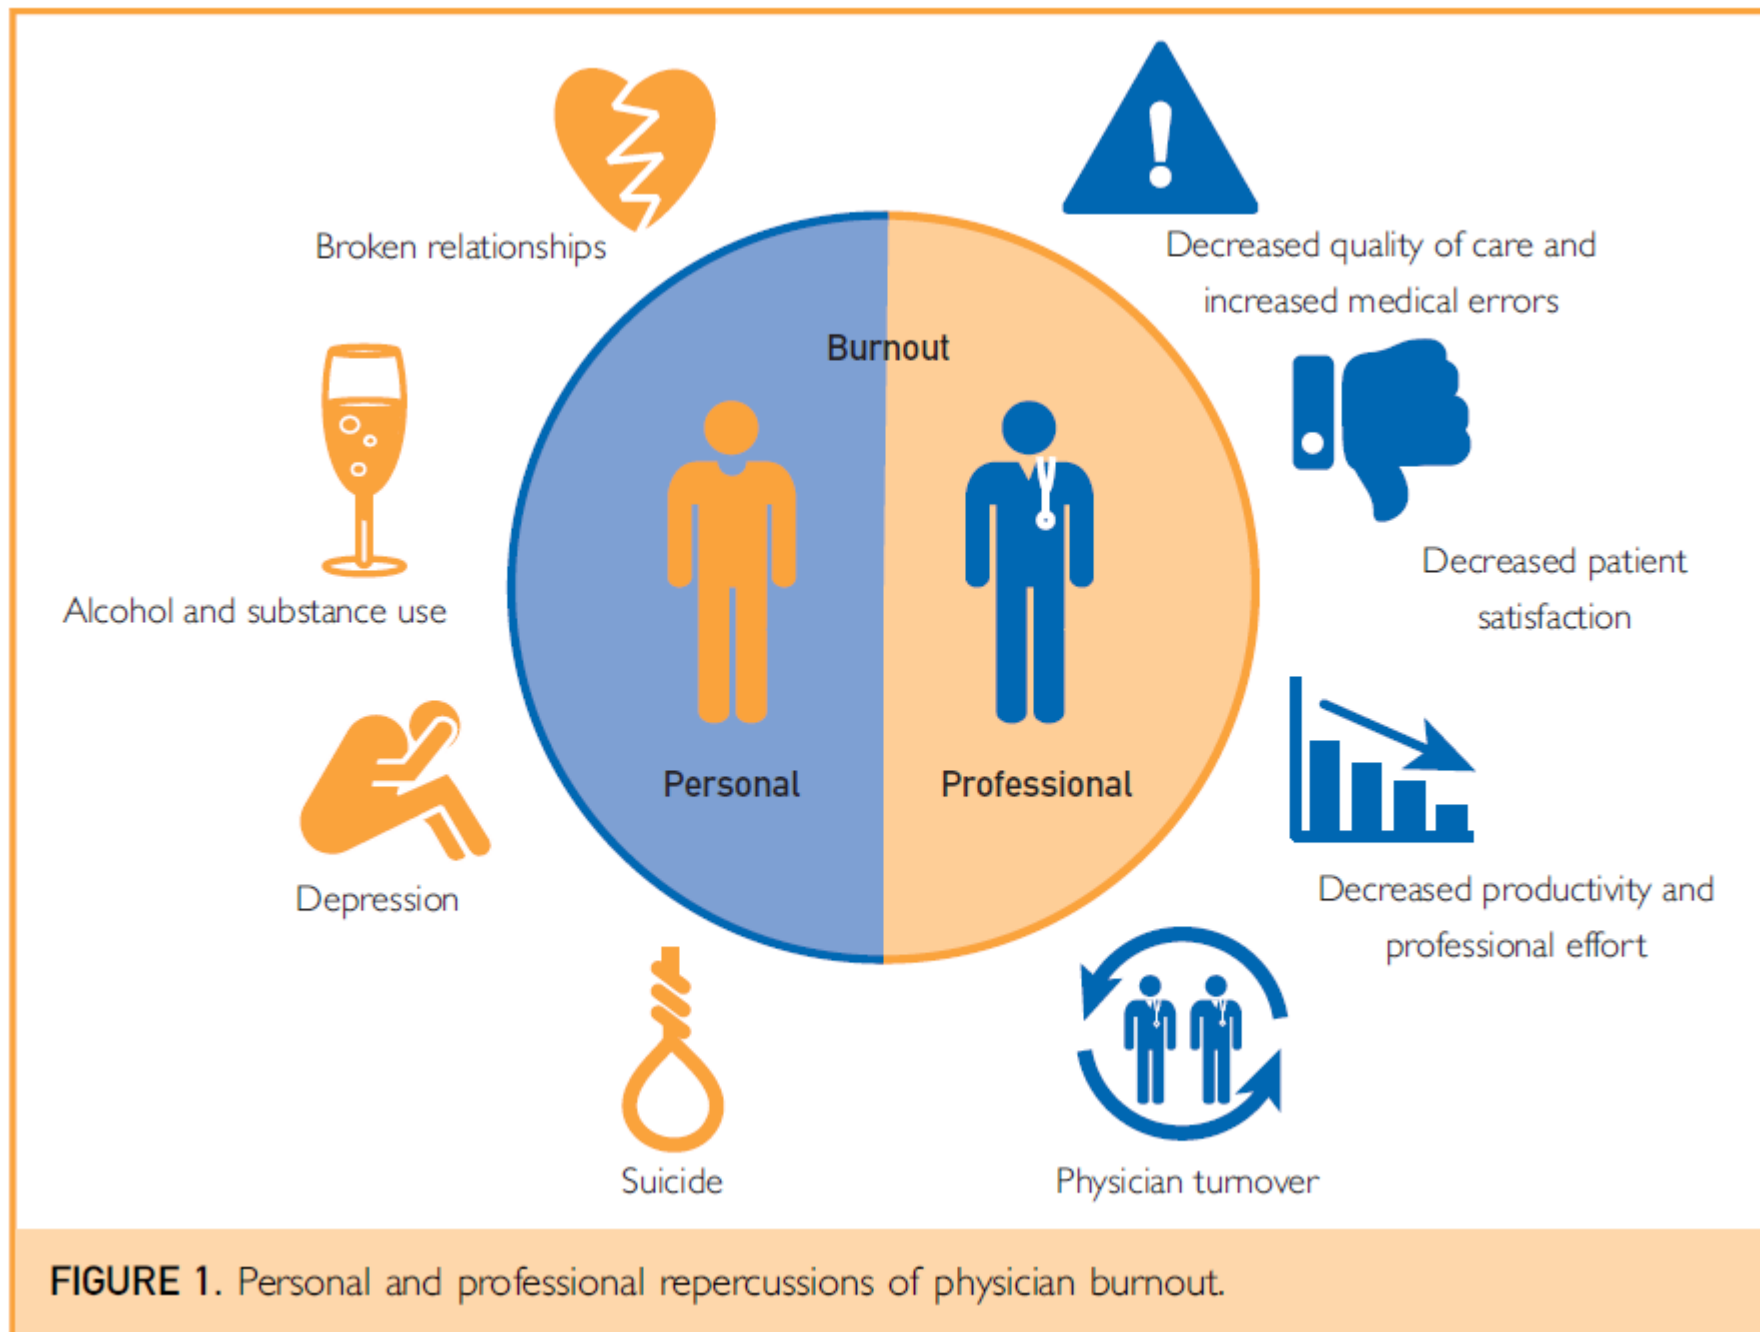 Broken relationships
Decreased quality of care and
increased medical errors
Burnout
Alcohol and substance use
Decreased patient
satisfaction
Personal
Professional
Depression
Decreased productivity and
professional effort
Suicide
Physician turnover
FIGURE 1. Personal and professional repercussions of physician burnout.